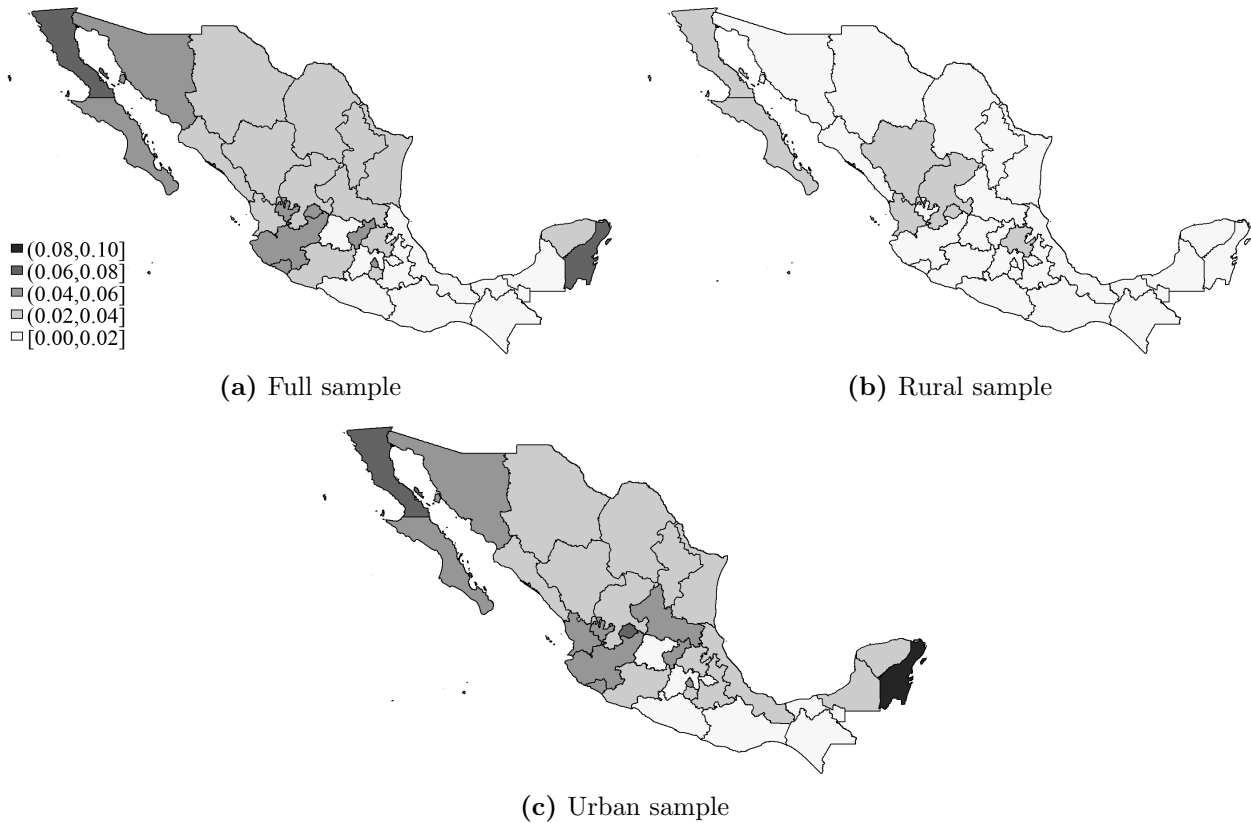 (0.08,0.10]
(0.06,0.08]
(0.04,0.06]
(0.02,0.04]
[0.00,0.02]
(a) Full sample
(b) Rural sample
(c) Urban sample